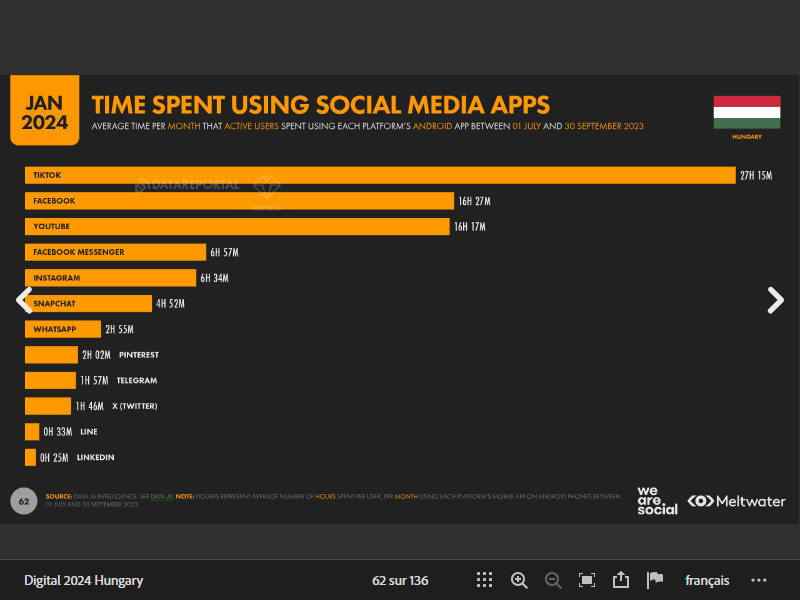 JAN
2024
TIME SPENT USING SOCIAL MEDIA APPS
AVERAGE TIME PER MONTH THAT ACTIVE USERS SPENT USING EACH PLATFORM'S ANDROID APP BETWEEN 01 JULY AND 30 SEPTEMBER 2023
HUNGARY
TIKTOK 27H 15M
DATAREPORTAL
FACEBOOK 16H 27M
YOUTUBE 16H 17M
FACEBOOK MESSENGER 6H 57M
INSTAGRAM 6H 34M
SNAPCHAT 4H 52M
WHATSAPP 2H 55M
2H 02M PINTEREST
1H 57M TELEGRAM
1H 46M X (TWITTER)
0H 33M LINE
0H 25M LINKEDIN
62
SOURCE: DATA.AI INTELLIGENCE. SEE DATA.AI. NOTE: FIGURES REPRESENT AVERAGE NUMBER OF HOURS SPENT PER USER, PER MONTH USING EACH PLATFORM'S MOBILE APP ON ANDROID PHONES BETWEEN
01 JULY AND 30 SEPTEMBER 2023.
we
are
social
Meltwater
Digital 2024 Hungary
62 sur 136
français